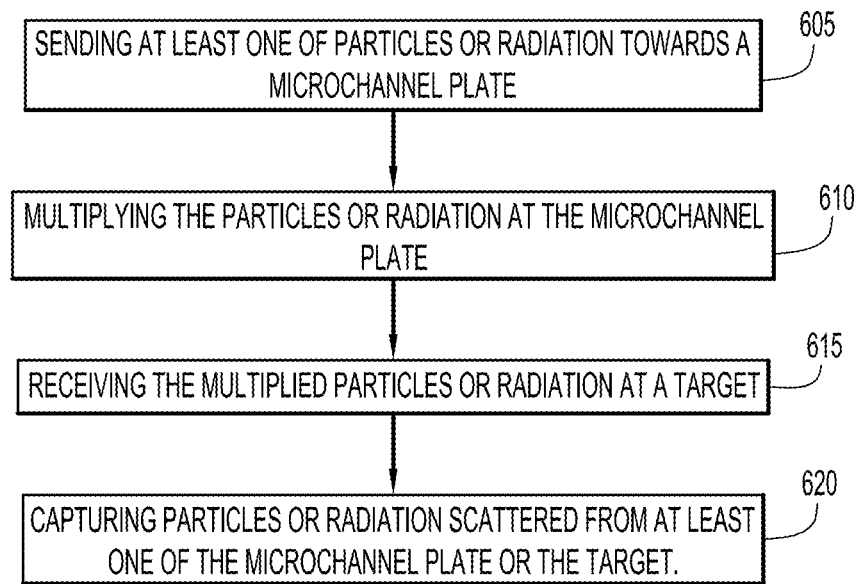 SENDING AT LEAST ONE OF PARTICLES OR RADIATION TOWARDS A
MICROCHANNEL PLATE
605
MULTIPLYING THE PARTICLES OR RADIATION AT THE MICROCHANNEL
PLATE
610
RECEIVING THE MULTIPLIED PARTICLES OR RADIATION AT A TARGET
615
CAPTURING PARTICLES OR RADIATION SCATTERED FROM AT LEAST
ONE OF THE MICROCHANNEL PLATE OR THE TARGET.
620